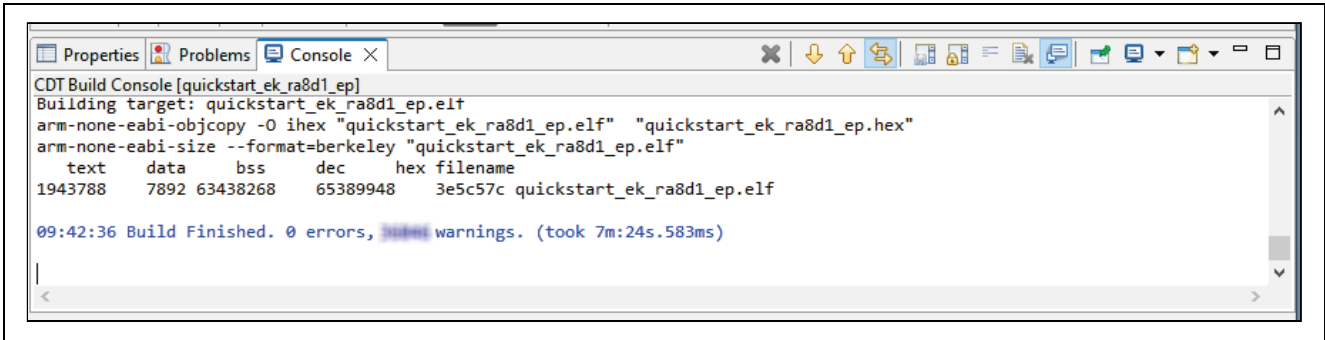 Properties Problems Console
CDT Build Console [quickstart_ek_ra8d1_ep]
Building target: quickstart_ek_ra8d1_ep.elf
arm-none-eabi-objcopy -O ihex "quickstart_ek_ra8d1_ep.elf"  "quickstart_ek_ra8d1_ep.hex"
arm-none-eabi-size --format=berkeley "quickstart_ek_ra8d1_ep.elf"
text data bss dec hex filename
1943788 7892 63438268 65389948 3e5c57c quickstart_ek_ra8d1_ep.elf
09:42:36 Build Finished. 0 errors, warnings. (took 7m:24s.583ms)